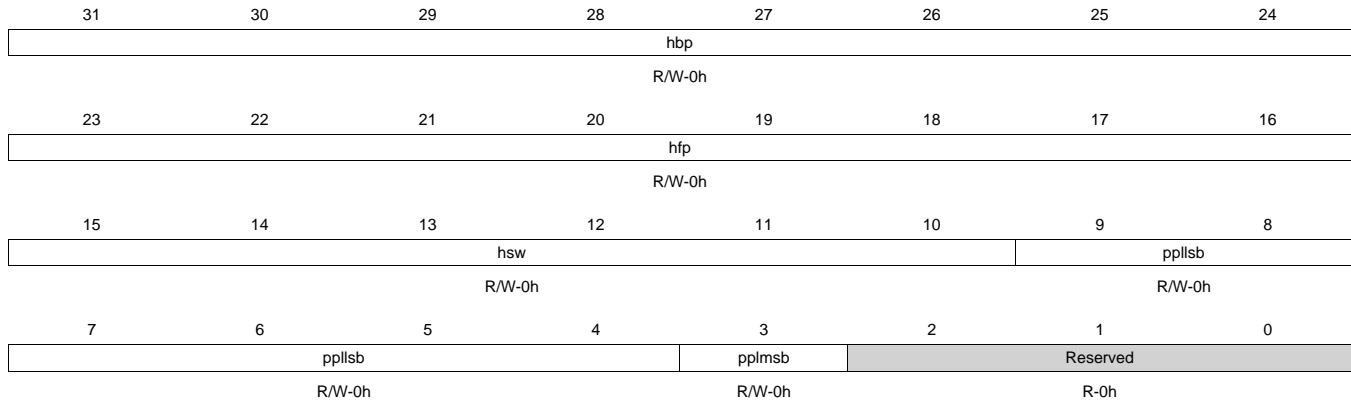 31 30 29 28 27 26 25 24
hbp
R/W-0h
23 22 21 20 19 18 17 16
hfp
R/W-0h
15 14 13 12 11 10 9 8
hsw ppllsb
R/W-0h R/W-0h
7 6 5 4 3 2 1 0
ppllsb pplmsb Reserved
R/W-0h R/W-0h R-0h